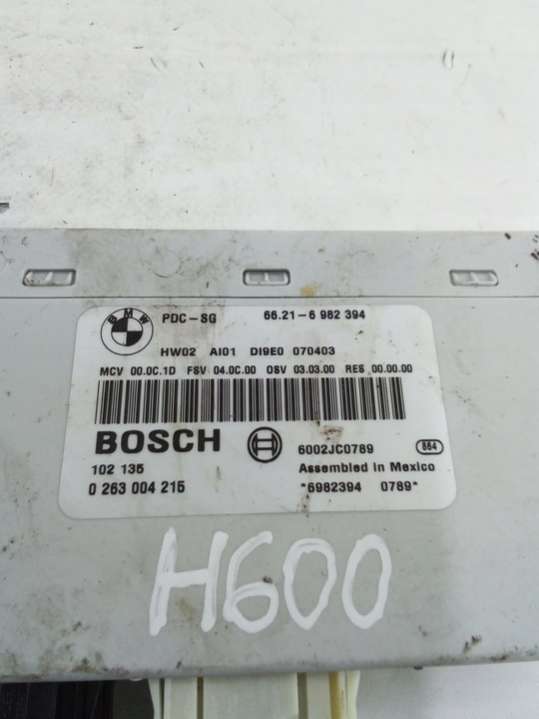 BMW PDC-SG 66.21-6 982 394
HW02 AI01 DI9E0 070403
MCV 00.0C.1D FSV 04.0C.00 OSV 03.03.00 RES 00.00.00
BOSCH 6002JC0789 864
102 135 Assembled in Mexico
0 263 004 215 *6982394 0789*
H600